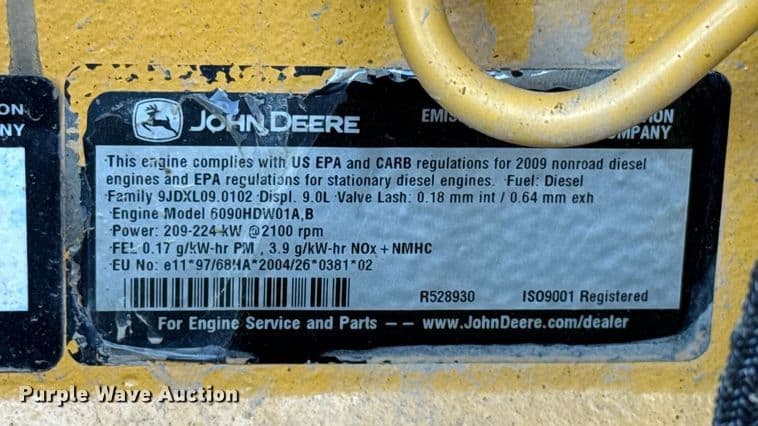 ON
NY
JOHN DEERE
This engine complies with US EPA and CARB regulations for 2009 nonroad diesel
engines and EPA regulations for stationary diesel engines. Fuel: Diesel
Family 9JDXL09.0102 Displ. 9.0L Valve Lash: 0.18 mm int / 0.64 mm exh
Engine Model 6090HDW01A,B
Power: 209-224 kW @2100 rpm
FEL 0.17 g/kW-hr PM , 3.9 g/kW-hr NOx + NMHC
EU No: e11*97/68HA*2004/26*0381*02
R528930 ISO9001 Registered
For Engine Service and Parts – – www.JohnDeere.com/dealer
Purple Wave Auction